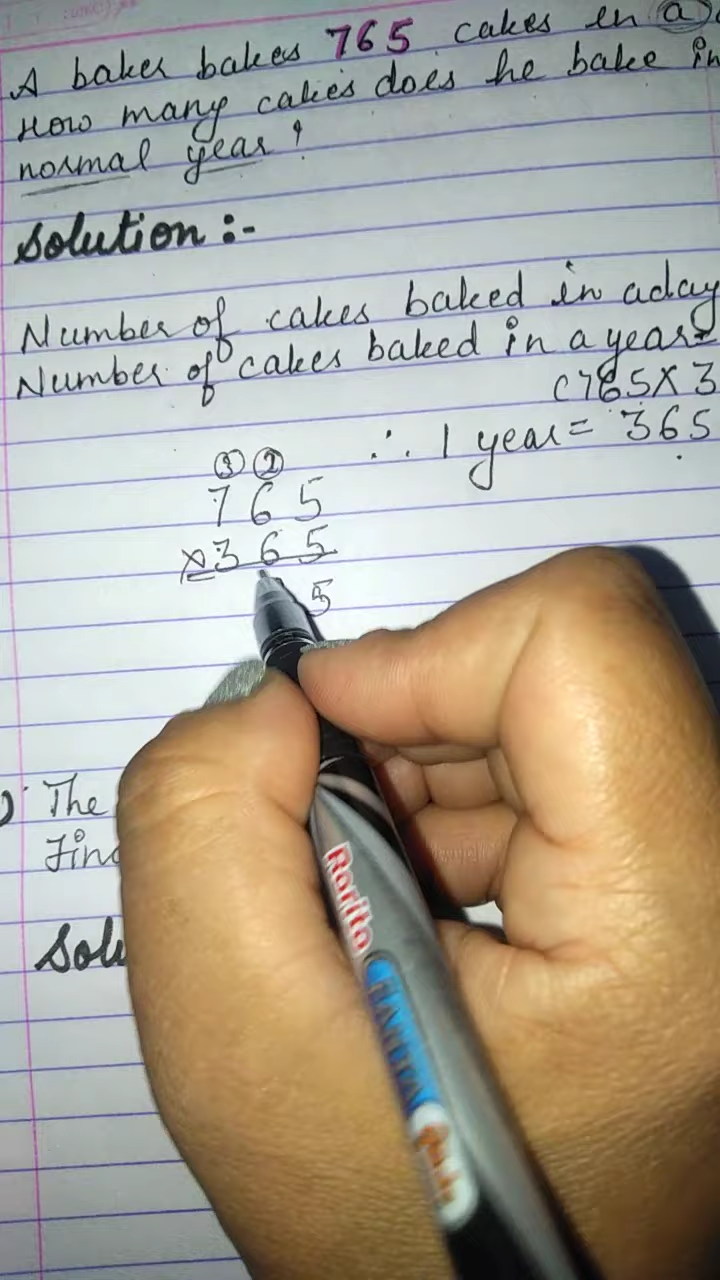 A baker bakes 765 cakes in a
How many cakes does he bake in
normal year?
Solution :-
Number of cakes baked in a day
Number of cakes baked in a year =
(765 X 3
∴ 1 year = 365
3 2
765
X 365
5
The
Find
Solu
Rorito